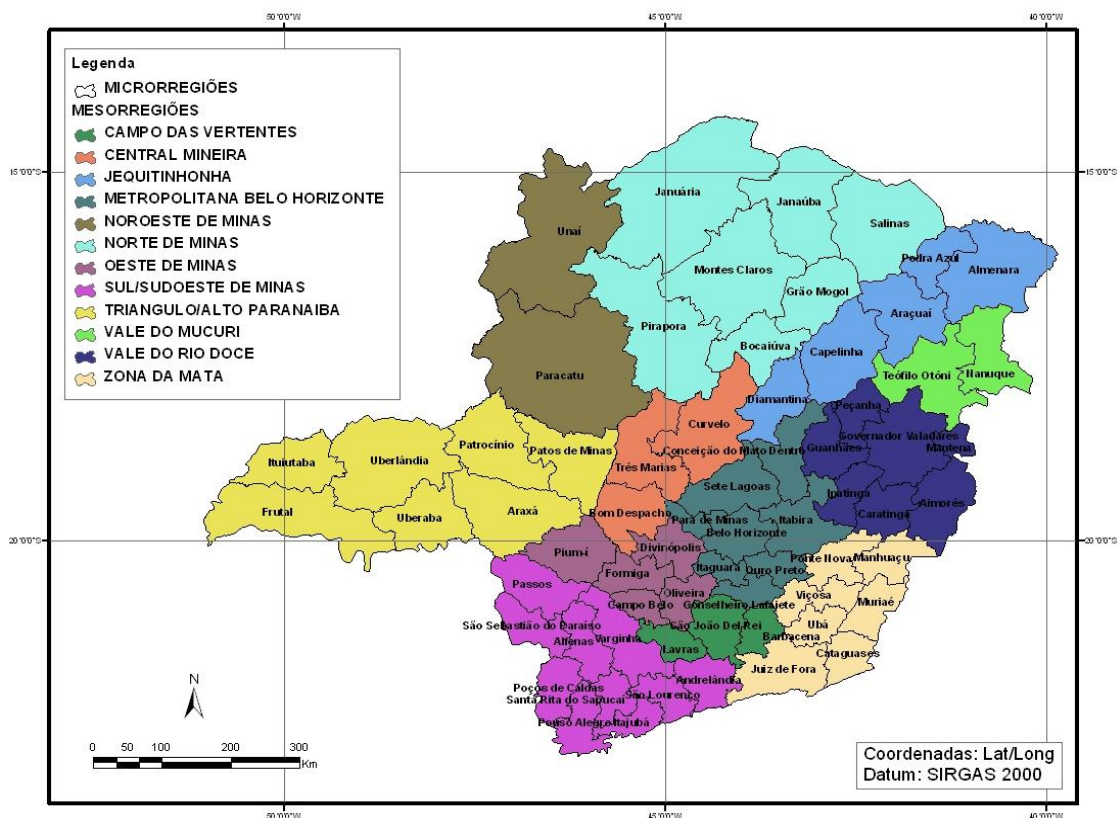 50°0'0"W
45°0'0"W
40°0'0"W
Legenda
MICRORREGIÕES
MESORREGIÕES
CAMPO DAS VERTENTES
CENTRAL MINEIRA
JEQUITINHONHA
METROPOLITANA BELO HORIZONTE
NOROESTE DE MINAS
NORTE DE MINAS
OESTE DE MINAS
SUL/SUDOESTE DE MINAS
TRIANGULO/ALTO PARANAIBA
VALE DO MUCURI
VALE DO RIO DOCE
ZONA DA MATA
15°0'0"S
15°0'0"S
Januária
Janaúba
Salinas
Unaí
Pedra Azul
Almenara
Montes Claros
Grão Mogol
Araçuaí
Pirapora
Bocaiúva
Capelinha
Paracatu
Teófilo Otóni
Nanuque
Diamantina
Peçanha
Curvelo
Governador Valadares
Patrocínio
Patos de Minas
Conceição do Mato Dentro
Guanhães
Mantena
Ituiutaba
Uberlândia
Três Marias
Sete Lagoas
Ipatinga
Aimorés
Frutal
Uberaba
Araxá
Bom Despacho
Pará de Minas
Itabira
Caratinga
Belo Horizonte
20°0'0"S
20°0'0"S
Piumhí
Divinópolis
Ponte Nova
Manhuaçu
Formiga
Itaguara
Ouro Preto
Passos
Oliveira
Viçosa
Muriaé
Campo Belo
Conselheiro Lafaiete
São Sebastião do Paraíso
São João Del Rei
Ubá
Alfenas
Varginha
Barbacena
Lavras
Cataguases
Juiz de Fora
Andrelândia
Poços de Caldas
São Lourenço
Santa Rita do Sapucaí
Pouso Alegre
Itajubá
N
0 50 100 200 300
Km
Coordenadas: Lat/Long
Datum: SIRGAS 2000
50°0'0"W
45°0'0"W
40°0'0"W